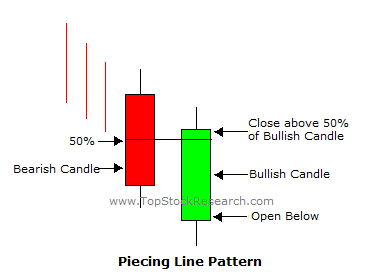 Close above 50%
of Bullish Candle
50%
Bearish Candle
Bullish Candle
www.TopStockResearch.com
Open Below
Piecing Line Pattern